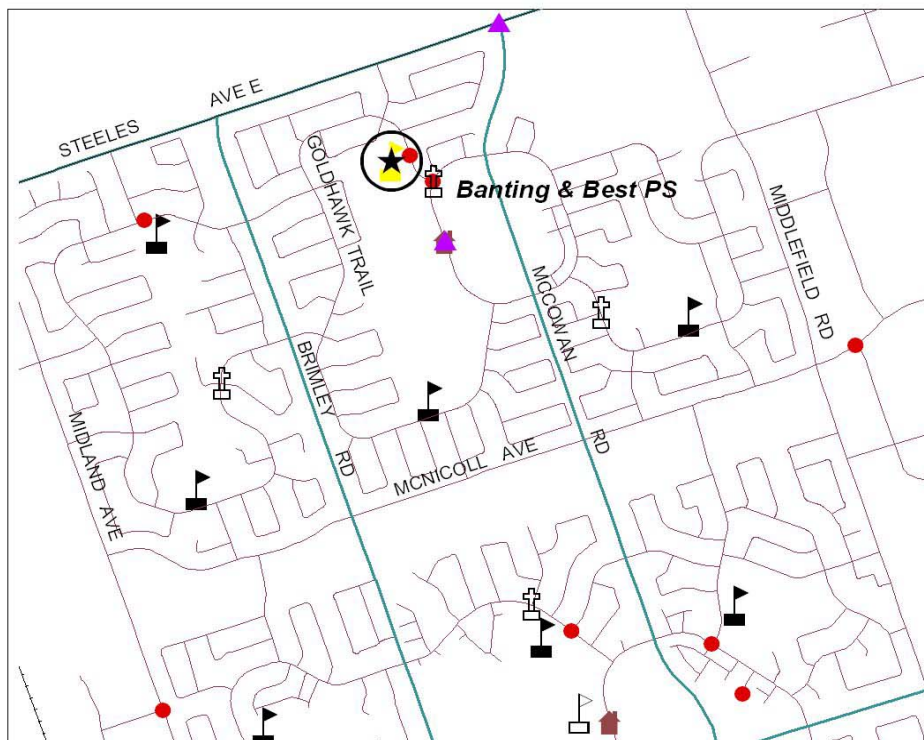 STEELES AVE E
GOLDHAWK TRAIL
Banting & Best PS
MIDDLEFIELD RD
MCCOWAN RD
BRIMLEY RD
MIDLAND AVE
MCNICOLL AVE